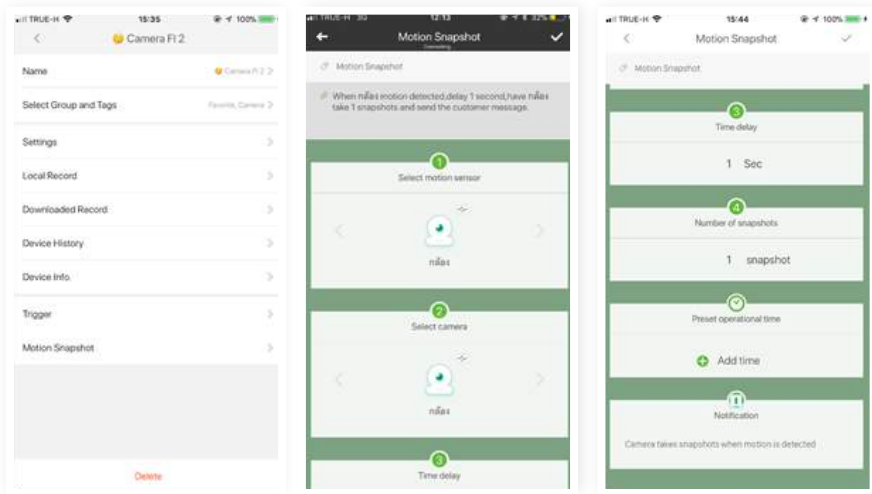 TRUE-H
15:35
100%
Camera FI 2
Name
Camera FI 2
Select Group and Tags
Favorite, Camera
Settings
Local Record
Downloaded Record
Device History
Device Info.
Trigger
Motion Snapshot
Delete
TRUE-H 3G
12:13
32%
Motion Snapshot
Connecting
Motion Snapshot
When กล้อง motion detected,delay 1 second,have กล้อง
take 1 snapshots and send the customer message.
1
Select motion sensor
กล้อง
2
Select camera
กล้อง
3
Time delay
TRUE-H
15:44
100%
Motion Snapshot
Motion Snapshot
3
Time delay
1 Sec
4
Number of snapshots
1 snapshot
Preset operational time
Add time
Notification
Camera takes snapshots when motion is detected